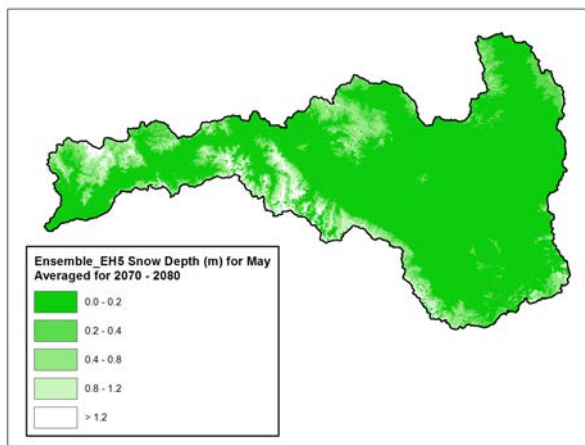 Ensemble_EH5 Snow Depth (m) for May
Averaged for 2070 - 2080
0.0 - 0.2
0.2 - 0.4
0.4 - 0.8
0.8 - 1.2
> 1.2